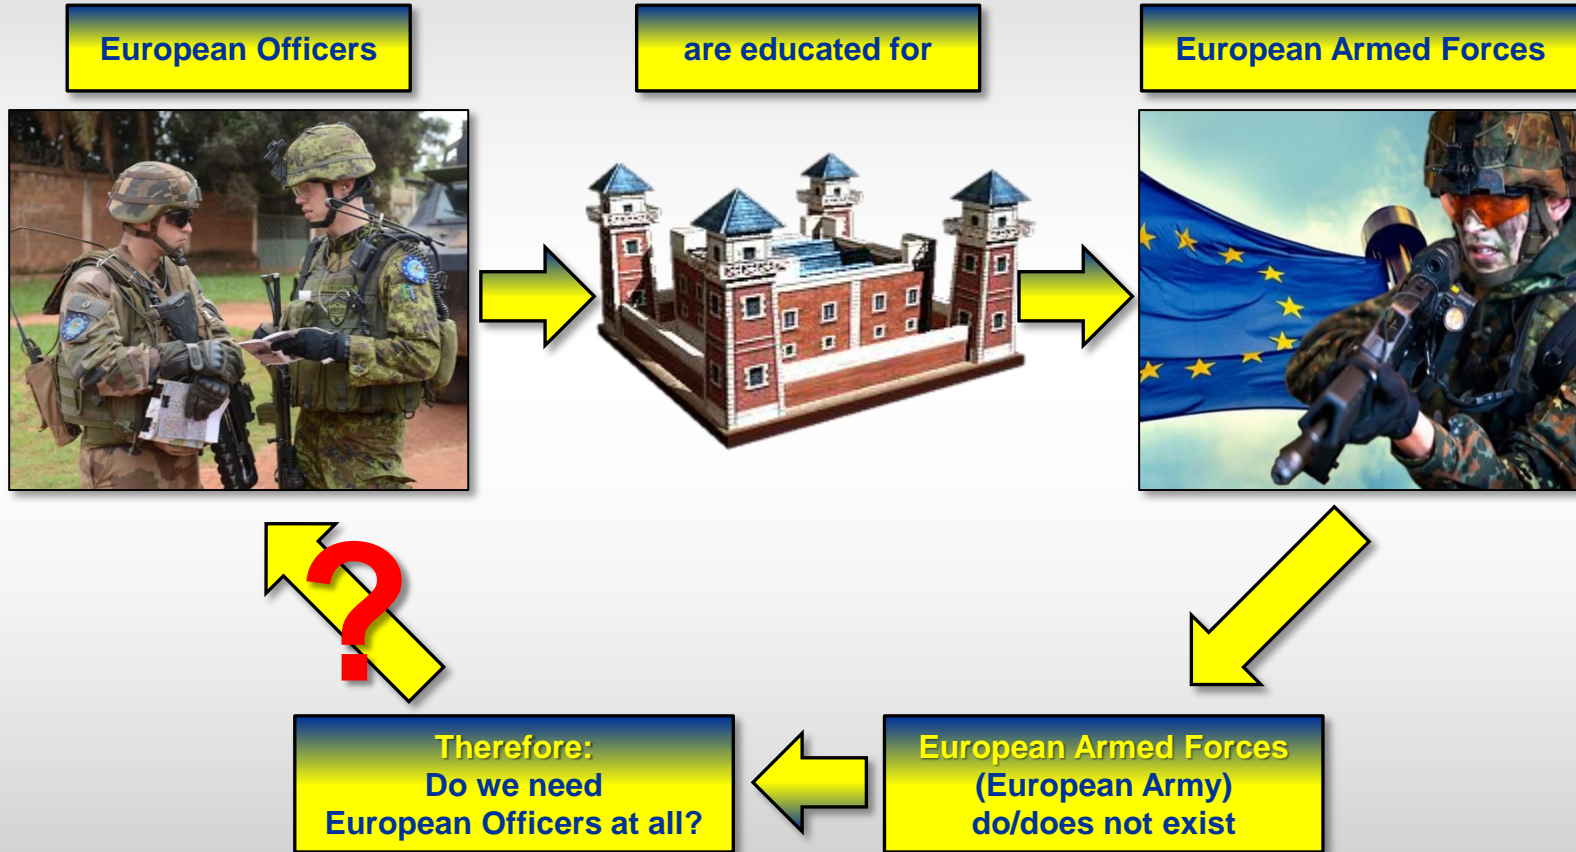 European Officers
are educated for
European Armed Forces
?
Therefore:
Do we need
European Officers at all?
European Armed Forces
(European Army)
do/does not exist